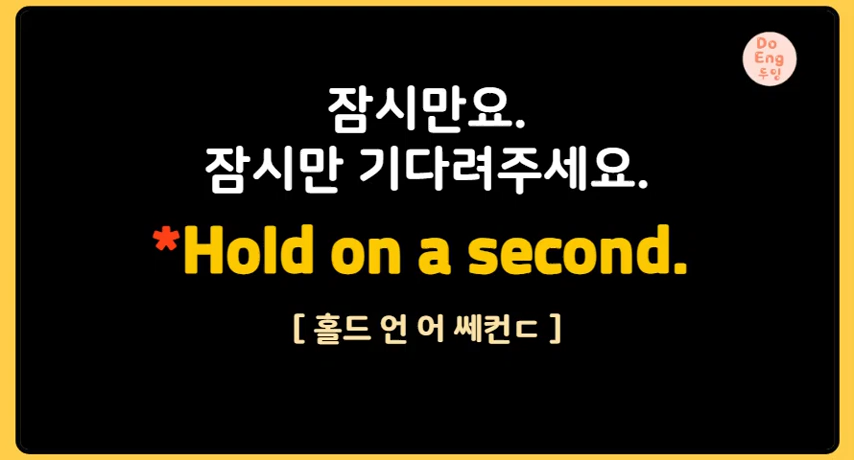 Do
Eng
두잉
잠시만요.
잠시만 기다려주세요.
*Hold on a second.
[ 홀드 언 어 쎄컨ㄷ ]